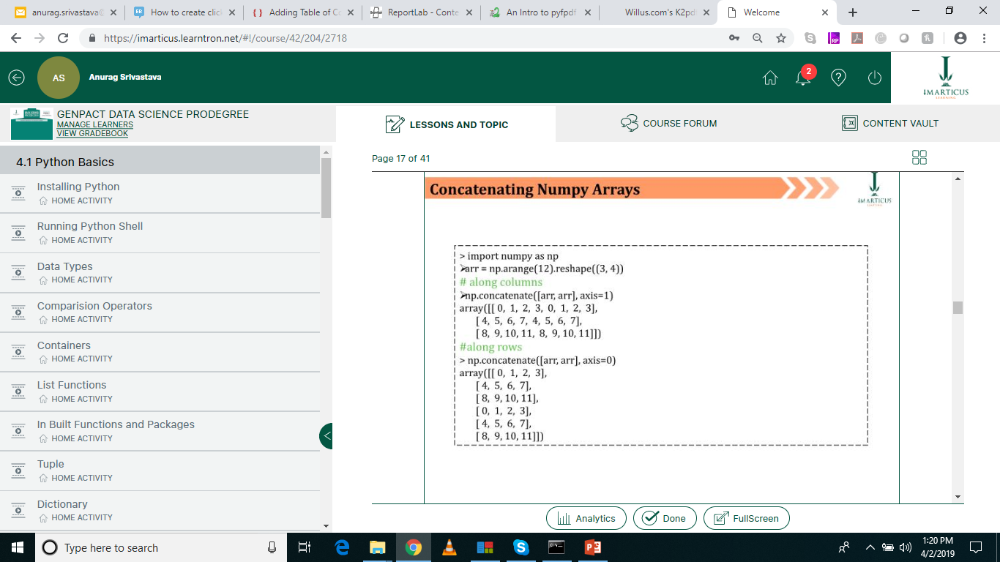 anurag.srivastava@
How to create clic
Adding Table of Co
ReportLab - Conte
An Intro to pyfpdf
Willus.com's K2pd
Welcome
https://imarticus.learntron.net/#!/course/42/204/2718
AS
Anurag Srivastava
2
IMARTICUS
LEARNING
GENPACT DATA SCIENCE PRODEGREE
MANAGE LEARNERS
VIEW GRADEBOOK
LESSONS AND TOPIC
COURSE FORUM
CONTENT VAULT
4.1 Python Basics
Installing Python
HOME ACTIVITY
Running Python Shell
HOME ACTIVITY
Data Types
HOME ACTIVITY
Comparision Operators
HOME ACTIVITY
Containers
HOME ACTIVITY
List Functions
HOME ACTIVITY
In Built Functions and Packages
HOME ACTIVITY
Tuple
HOME ACTIVITY
Dictionary
HOME ACTIVITY
Page 17 of 41
Concatenating Numpy Arrays
IMARTICUS
> import numpy as np
➢arr = np.arange(12).reshape((3, 4))
# along columns
➢np.concatenate([arr, arr], axis=1)
array([[ 0, 1, 2, 3, 0, 1, 2, 3],
[ 4, 5, 6, 7, 4, 5, 6, 7],
[ 8, 9, 10, 11, 8, 9, 10, 11]])
#along rows
> np.concatenate([arr, arr], axis=0)
array([[ 0, 1, 2, 3],
[ 4, 5, 6, 7],
[ 8, 9, 10, 11],
[ 0, 1, 2, 3],
[ 4, 5, 6, 7],
[ 8, 9, 10, 11]])
Analytics
Done
FullScreen
Type here to search
1:20 PM
4/2/2019